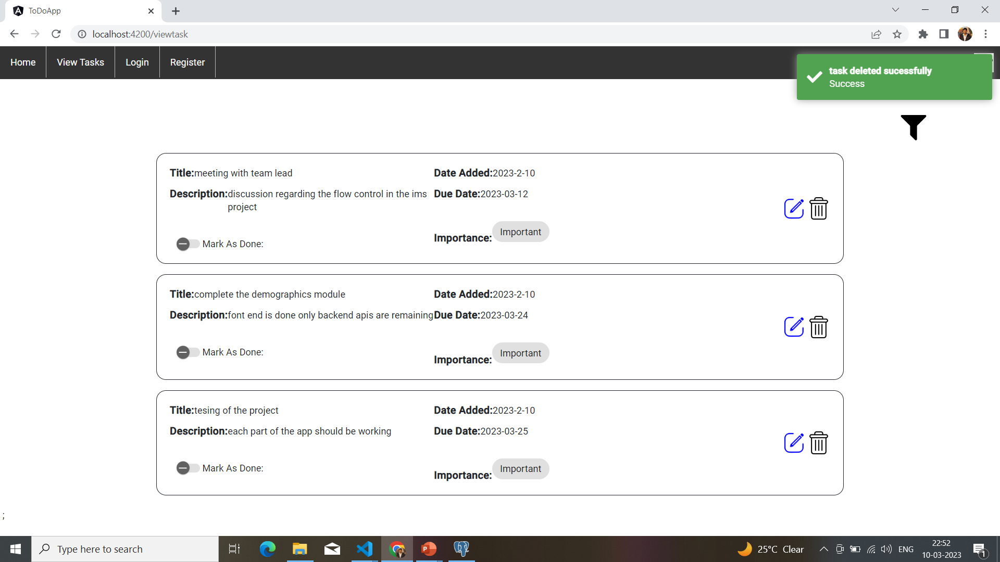 ToDoApp
localhost:4200/viewtask
Home View Tasks Login Register
task deleted sucessfully
Success
Title:meeting with team lead Date Added:2023-2-10
Description:discussion regarding the flow control in the ims Due Date:2023-03-12
project
Importance: Important
Mark As Done:
Title:complete the demographics module Date Added:2023-2-10
Description:font end is done only backend apis are remaining Due Date:2023-03-24
Mark As Done: Importance: Important
Title:tesing of the project Date Added:2023-2-10
Description:each part of the app should be working Due Date:2023-03-25
Mark As Done: Importance: Important
;
Type here to search
P
25°C Clear
ENG
22:52
10-03-2023
1